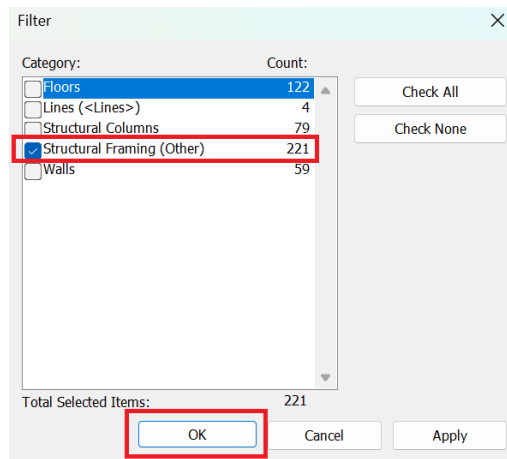 Filter
Category: Count:
Floors 122
Lines (<Lines>) 4
Structural Columns 79
Structural Framing (Other) 221
Walls 59
Check All
Check None
Total Selected Items: 221
OK Cancel Apply